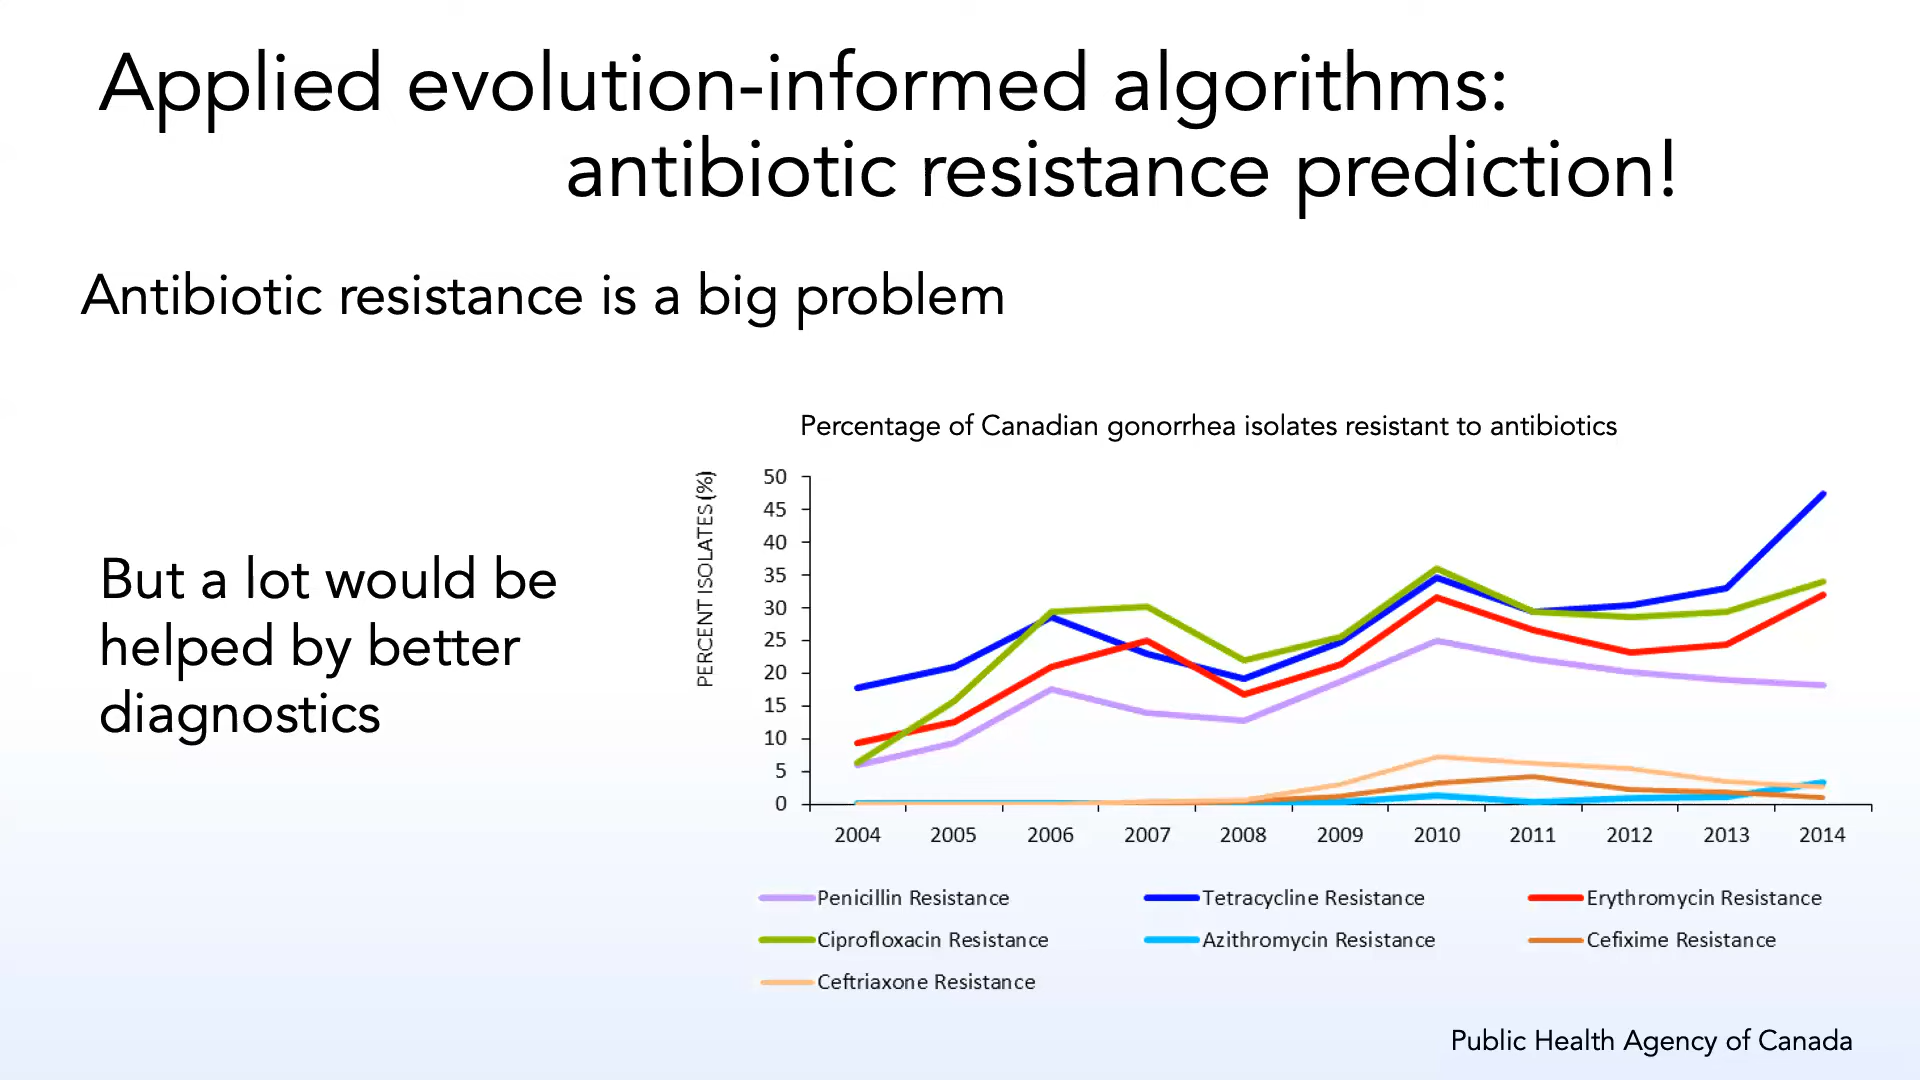 Applied evolution-informed algorithms:
antibiotic resistance prediction!
Antibiotic resistance is a big problem
But a lot would be
helped by better
diagnostics
Percentage of Canadian gonorrhea isolates resistant to antibiotics
PERCENT ISOLATES (%)
50
45
40
35
30
25
20
15
10
5
0
2004 2005 2006 2007 2008 2009 2010 2011 2012 2013 2014
Penicillin Resistance Tetracycline Resistance Erythromycin Resistance
Ciprofloxacin Resistance Azithromycin Resistance Cefixime Resistance
Ceftriaxone Resistance
Public Health Agency of Canada